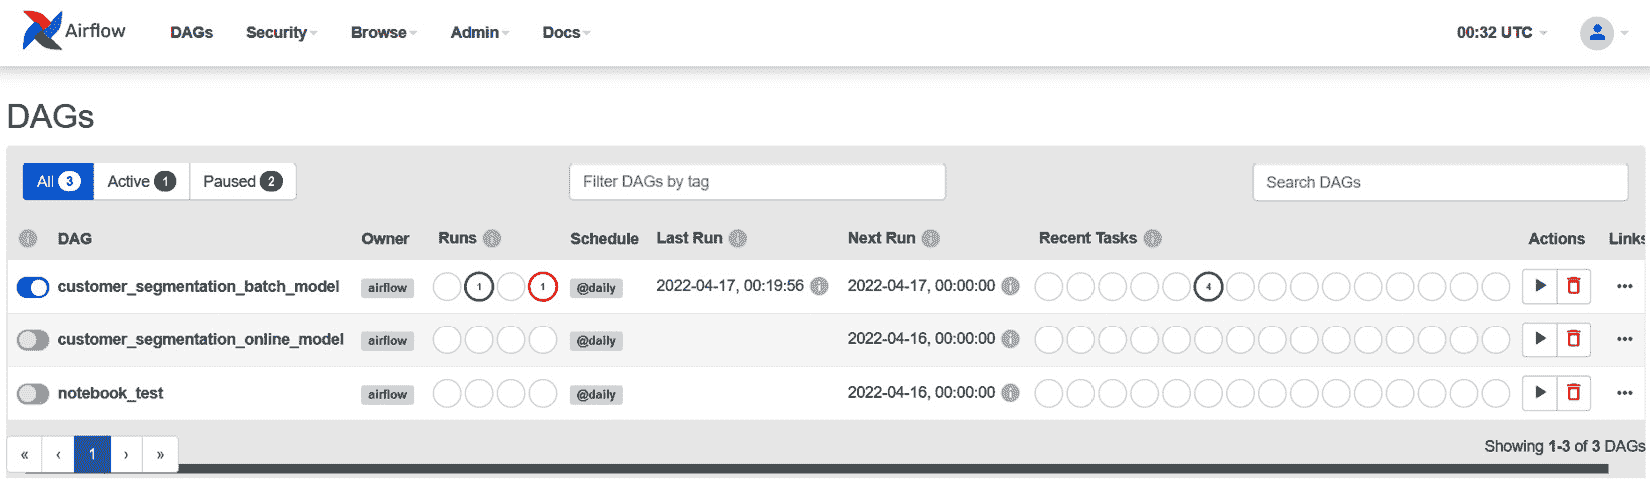 Airflow DAGs Security Browse Admin Docs 00:32 UTC
DAGs
All 3 Active 1 Paused 2 Filter DAGs by tag Search DAGs
DAG Owner Runs Schedule Last Run Next Run Recent Tasks Actions Links
customer_segmentation_batch_model airflow 1 1 @daily 2022-04-17, 00:19:56 2022-04-17, 00:00:00 4
customer_segmentation_online_model airflow @daily 2022-04-16, 00:00:00
notebook_test airflow @daily 2022-04-16, 00:00:00
« ‹ 1 › » Showing 1-3 of 3 DAGs